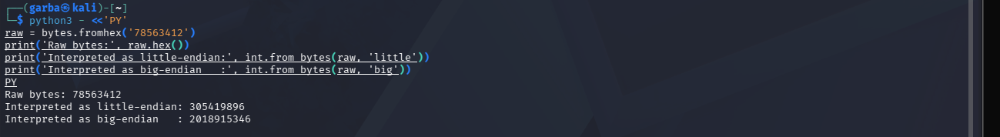 ┌──(garba㉿kali)-[~]
└─$ python3 - <<'PY'
raw = bytes.fromhex('78563412')
print('Raw bytes:', raw.hex())
print('Interpreted as little-endian:', int.from_bytes(raw, 'little'))
print('Interpreted as big-endian   :', int.from_bytes(raw, 'big'))
PY
Raw bytes: 78563412
Interpreted as little-endian: 305419896
Interpreted as big-endian   : 2018915346